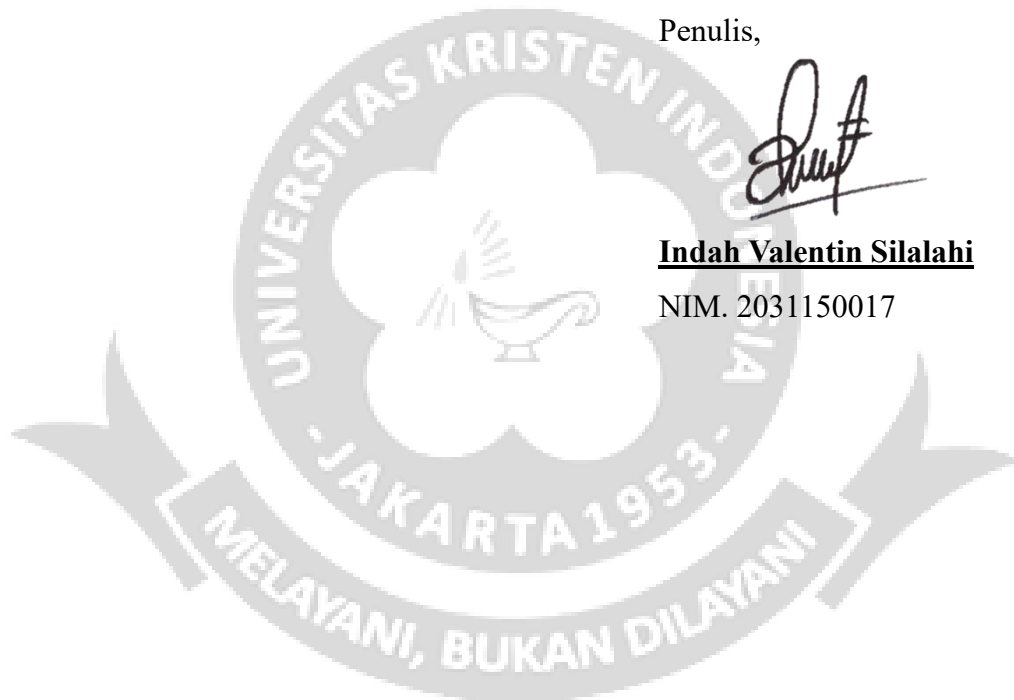 Penulis,
Indah Valentin Silalahi
NIM. 2031150017
UNIVERSITAS KRISTEN INDONESIA
- JAKARTA 1953 -
MELAYANI, BUKAN DILAYANI